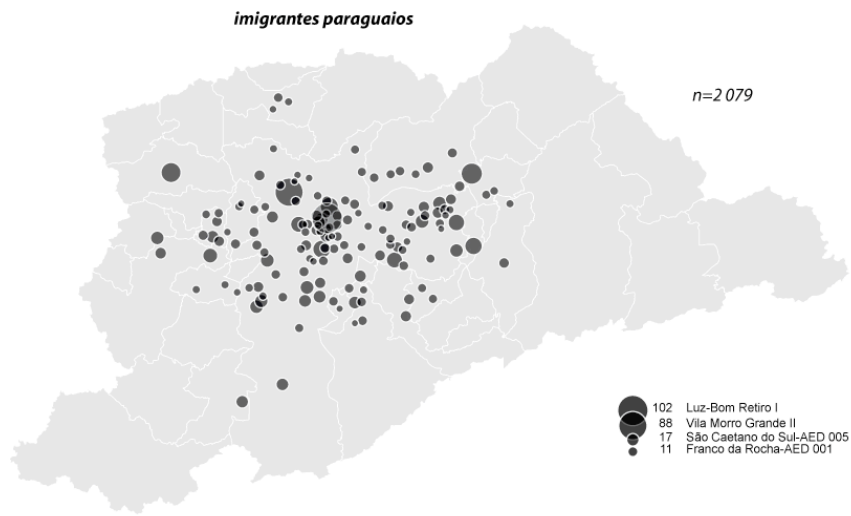 imigrantes paraguaios
n=2 079
102 Luz-Bom Retiro I
88 Vila Morro Grande II
17 São Caetano do Sul-AED 005
11 Franco da Rocha-AED 001